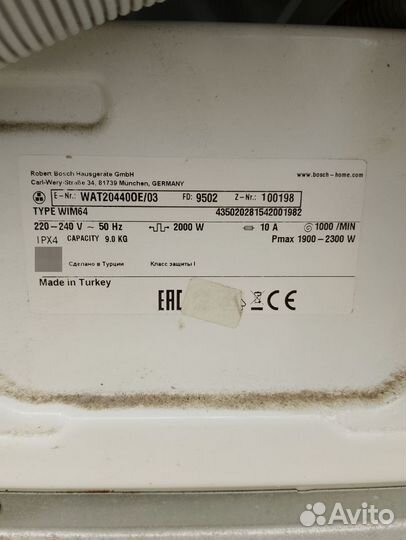 Robert Bosch Hausgeräte GmbH
Carl-Wery-Straße 34, 81739 München, GERMANY
www.bosch-home.com
E-Nr.: WAT20440OE/03 FD: 9502 Z-Nr.: 100198
TYPE WIM64 435020281542001982
220-240 V ~ 50 Hz 2000 W 10 A 1000 /MIN
IPX4 CAPACITY 9.0 KG Pmax 1900-2300 W
Сделано в Турции Класс защиты I
Made in Turkey
EAC
CE
Avito